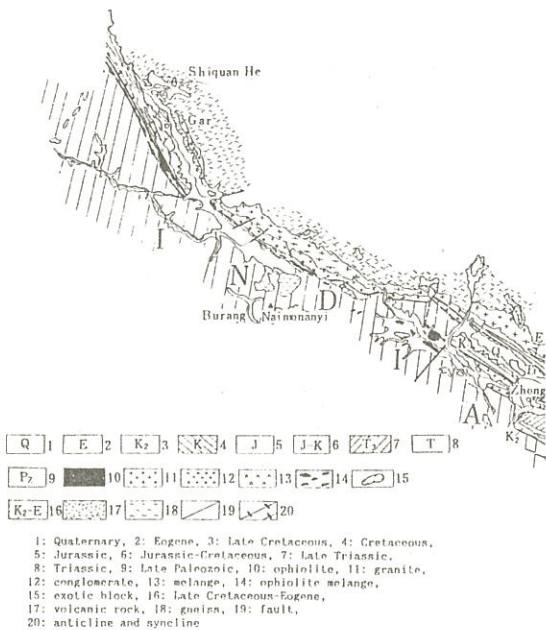 Shiquan He
Gar
I
N
D
Burang
Naimonanyi
I
A
E
Q
Zhong
K₂
Q 1 E 2 K₂ 3 K 4 J 5 J-K 6 T₃ 7 T 8
P_Z 9 10 11 12 13 14 15
K₂-E 16 17 18 19 20
1: Quaternary, 2: Eogene, 3: Late Cretaceous, 4: Cretaceous,
5: Jurassic, 6: Jurassic-Cretaceous, 7: Late Triassic,
8: Triassic, 9: Late Paleozoic, 10: ophiolite, 11: granite,
12: conglomerate, 13: melange, 14: ophiolite melange,
15: exotic block, 16: Late Cretaceous-Eogene,
17: volcanic rock, 18: gneiss, 19: fault,
20: anticline and syncline